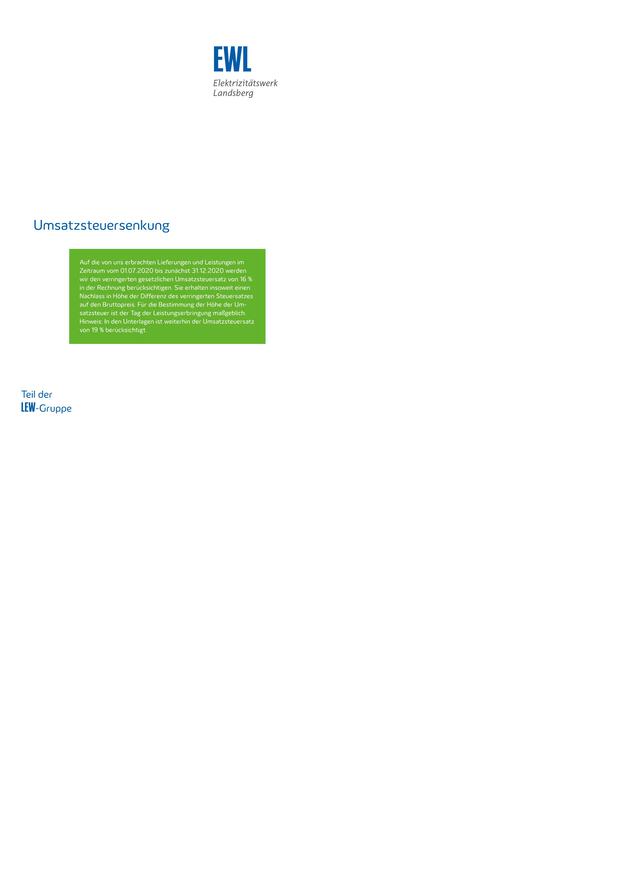 EWL
Elektrizitätswerk
Landsberg
Umsatzsteuersenkung
Auf die von uns erbrachten Lieferungen und Leistungen im
Zeitraum vom 01.07.2020 bis zunächst 31.12.2020 werden
wir den verringerten gesetzlichen Umsatzsteuersatz von 16 %
in der Rechnung berücksichtigen. Sie erhalten insoweit einen
Nachlass in Höhe der Differenz des verringerten Steuersatzes
auf den Bruttopreis. Für die Bestimmung der Höhe der Um-
satzsteuer ist der Tag der Leistungserbringung maßgeblich.
Hinweis: In den Unterlagen ist weiterhin der Umsatzsteuersatz
von 19 % berücksichtigt.
Teil der
LEW-Gruppe